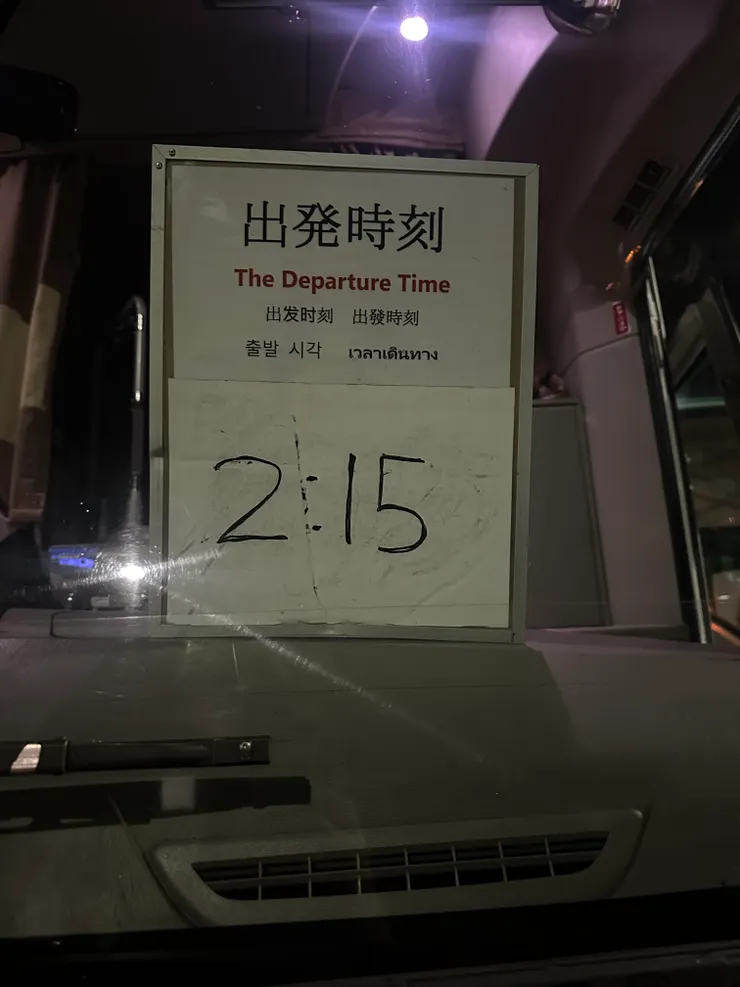 出発時刻
The Departure Time
出发时刻 出發時刻
출발 시각 เวลาเดินทาง
2:15